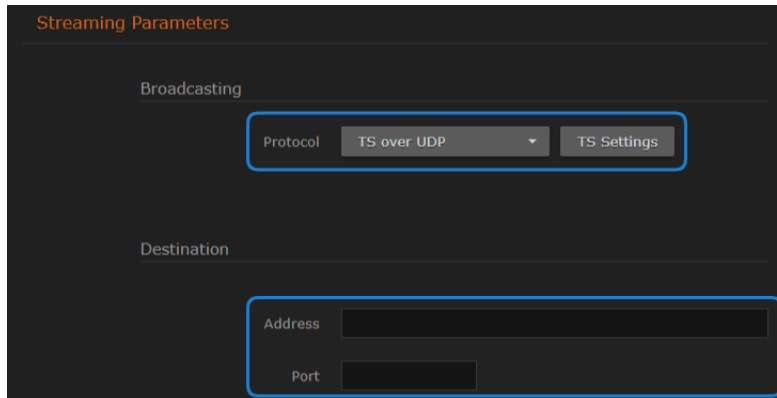 Streaming Parameters
Broadcasting
Protocol TS over UDP TS Settings
Destination
Address
Port